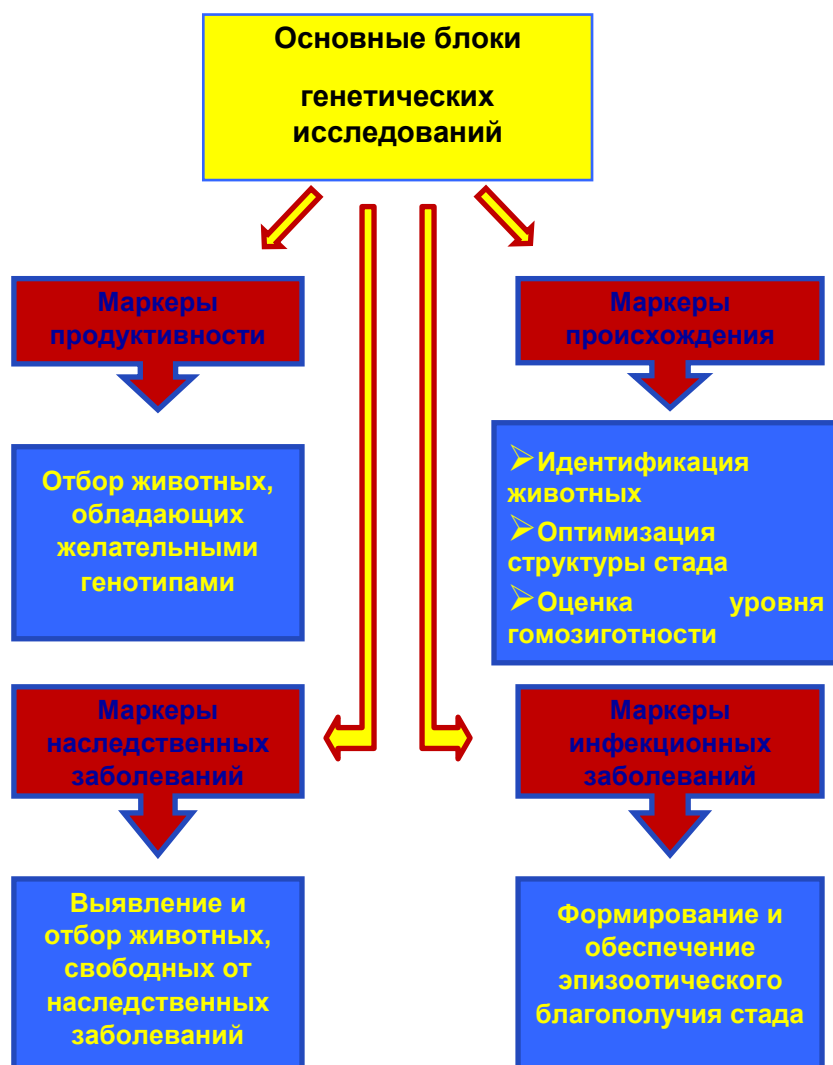 Основные блоки
генетических
исследований
Маркеры
продуктивности
Маркеры
происхождения
Отбор животных,
обладающих
желательными
генотипами
➢Идентификация
животных
➢Оптимизация
структуры стада
➢Оценка уровня
гомозиготности
Маркеры
наследственных
заболеваний
Маркеры
инфекционных
заболеваний
Выявление и
отбор животных,
свободных от
наследственных
заболеваний
Формирование и
обеспечение
эпизоотического
благополучия стада